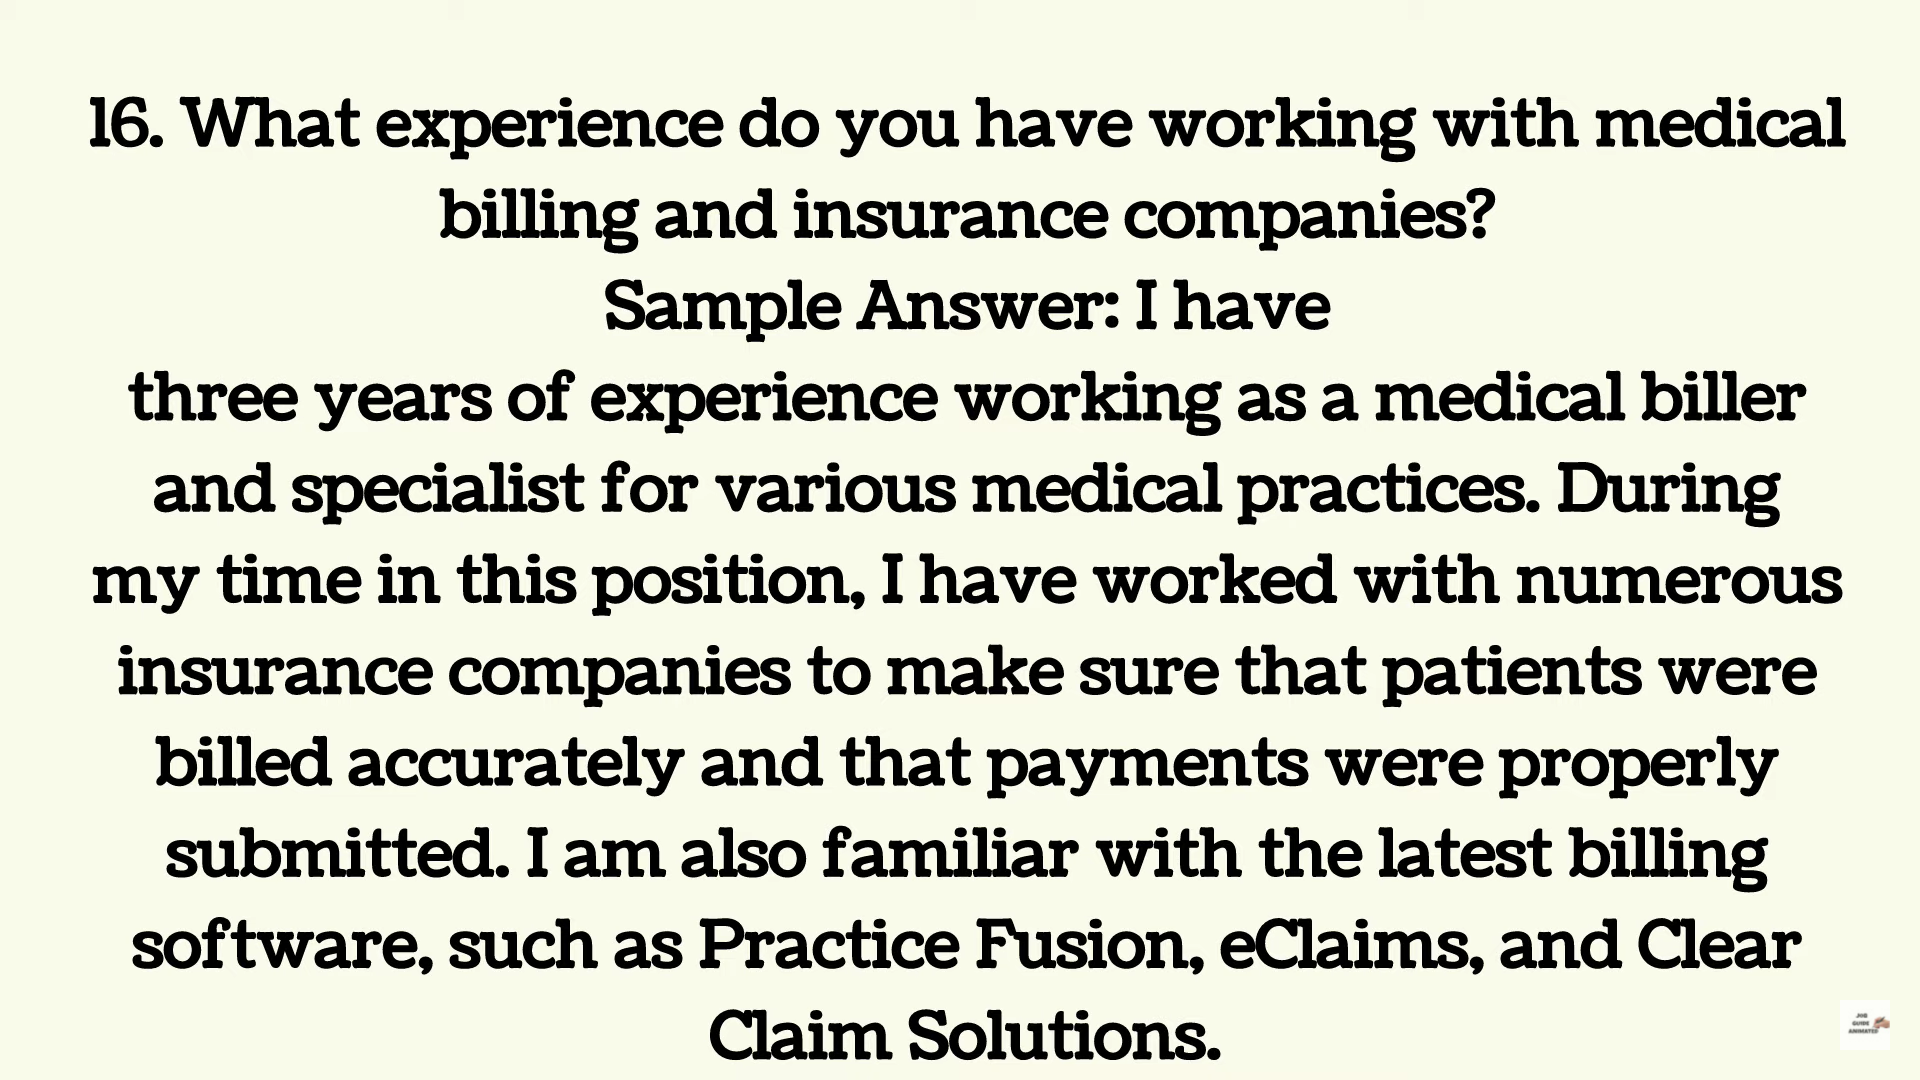 16. What experience do you have working with medical
billing and insurance companies?
Sample Answer: I have
three years of experience working as a medical biller
and specialist for various medical practices. During
my time in this position, I have worked with numerous
insurance companies to make sure that patients were
billed accurately and that payments were properly
submitted. I am also familiar with the latest billing
software, such as Practice Fusion, eClaims, and Clear
Claim Solutions.
JOB
GUIDE
ANIMATED